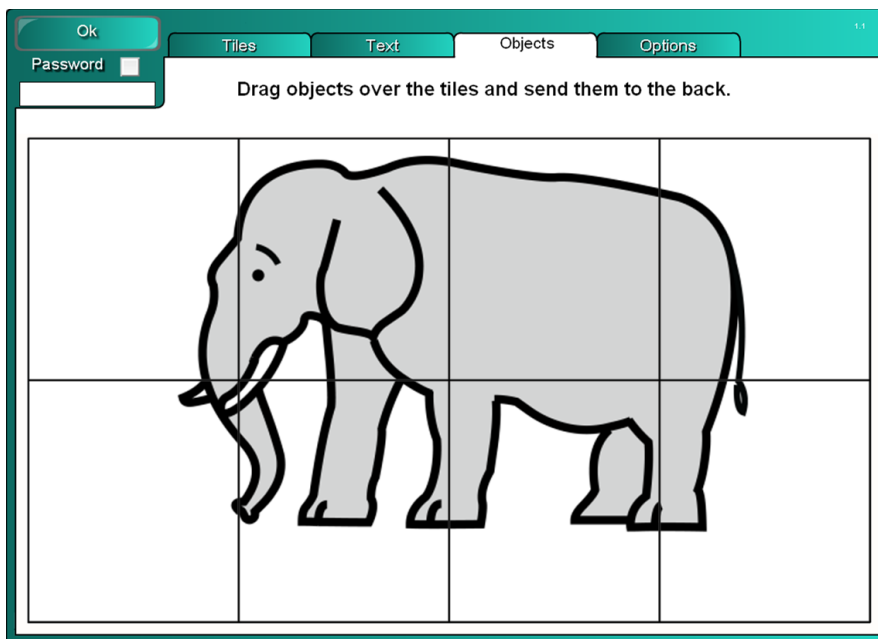 Ok
Password
Tiles
Text
Objects
Options
1.1
Drag objects over the tiles and send them to the back.